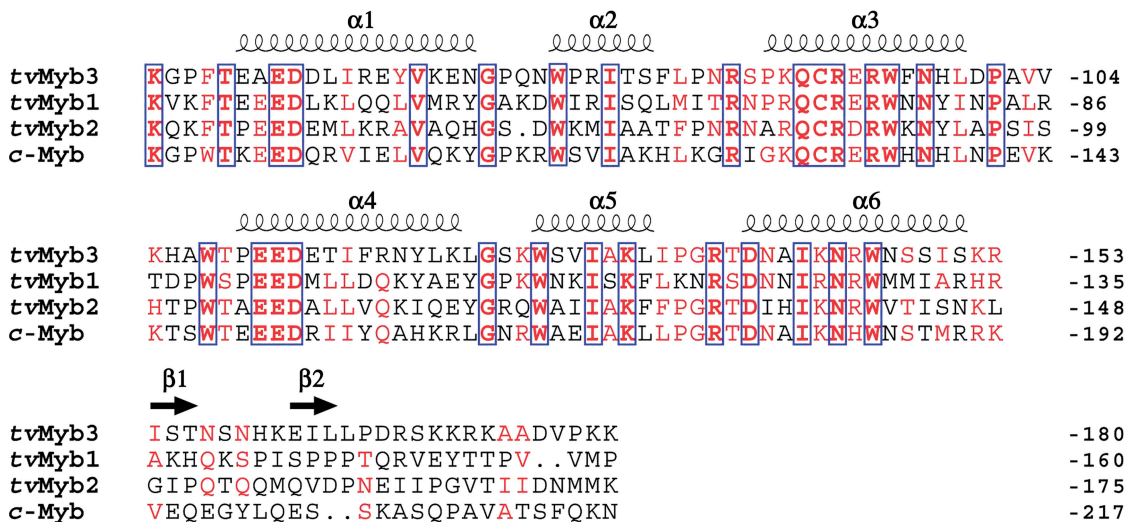 α1 α2 α3
tvMyb3 KGPFTEAEDDLIREYVKENGPQNWPRITSFLPNRSPKQCRERWFNHLDPAVV -104
tvMyb1 KVKFTEEEDLKLQQLVMRYGAKDWIRISQLMITRNPRQCRERWNNYINPALR -86
tvMyb2 KQKFTPEEDEMLKRAVAQHGS.DWKMIAATFPNRNARQCRDRWKNYLAPSIS -99
c-Myb KGPWTKEEDQRVIELVQKYGPKRWSVIAKHLKGRIGKQCRERWHNHLNPEVK -143
α4 α5 α6
tvMyb3 KHAWTPEEDETIFRNYLKLGSKWSVIAKLIPGRTDNAIKNRWNSSISKR -153
tvMyb1 TDPWSPEEDMLLDQKYAEYGPKWNKISKFLKNRSDNNIRNRWMMIARHR -135
tvMyb2 HTPWTAEEDALLVQKIQEYGRQWAIIAKFFPGRTDIHIKNRWVTISNKL -148
c-Myb KTSWTEEEDRIIYQAHKRLGNRWAEIAKLLPGRTDNAIKNHWNSTMRRK -192
β1 β2
tvMyb3 ISTNSNHKEILLPDRSKKRKAADVPKK -180
tvMyb1 AKHQKSPISPPPTQRVEYTTPV..VMP -160
tvMyb2 GIPQTQQMQVDPNEIIPGVTIIDNMMK -175
c-Myb VEQEGYLQES..SKASQPAVATSFQKN -217